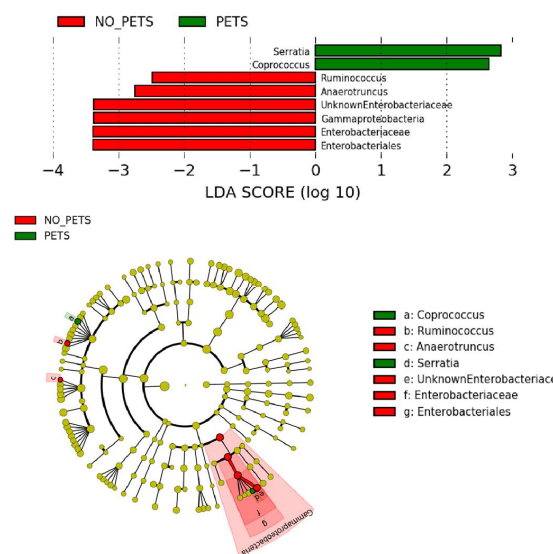 NO_PETS PETS
Serratia
Coprococcus
Ruminococcus
Anaerotruncus
UnknownEnterobacteriaceae
Gammaproteobacteria
Enterobacteriaceae
Enterobacteriales
−4 −3 −2 −1 0 1 2 3
LDA SCORE (log 10)
NO_PETS
PETS
a
b
c
a: Coprococcus
b: Ruminococcus
c: Anaerotruncus
d: Serratia
e: UnknownEnterobacteriace
f: Enterobacteriaceae
g: Enterobacteriales
d
e
f
g
Gammaproteobacteria